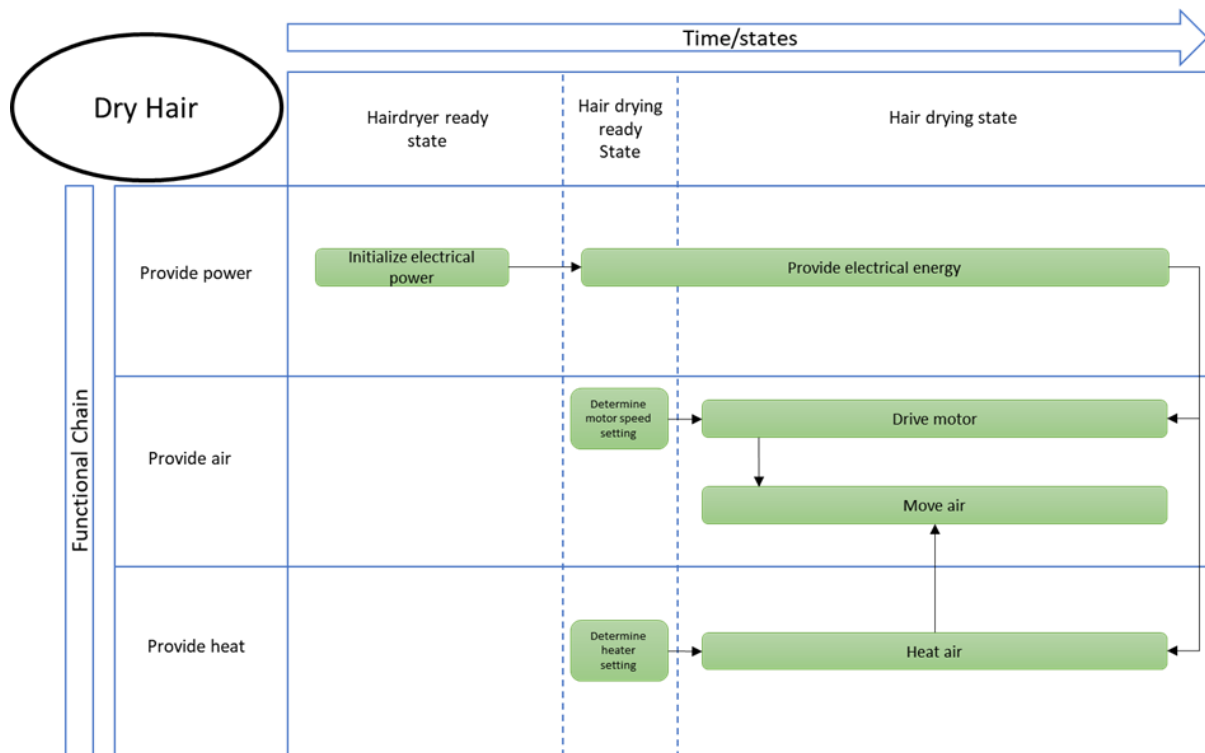 Time/states
Dry Hair
Hairdryer ready
state
Hair drying
ready
State
Hair drying state
Functional Chain
Provide power
Initialize electrical
power
Provide electrical energy
Provide air
Determine
motor speed
setting
Drive motor
Move air
Provide heat
Determine
heater
setting
Heat air